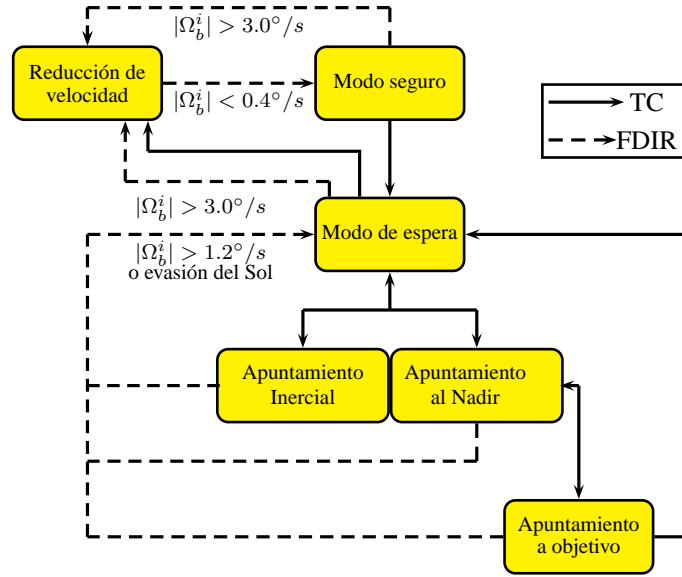 |Ω_b^i| > 3.0°/s
Reducción de
velocidad
Modo seguro
|Ω_b^i| < 0.4°/s
TC
FDIR
|Ω_b^i| > 3.0°/s
Modo de espera
|Ω_b^i| > 1.2°/s
o evasión del Sol
Apuntamiento
Inercial
Apuntamiento
al Nadir
Apuntamiento
a objetivo